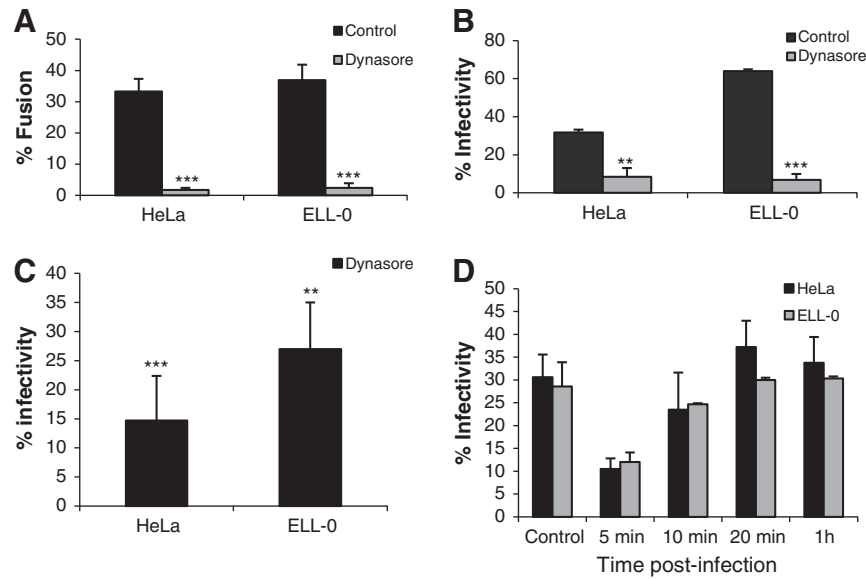 A
Control
Dynasore
% Fusion
50
40
30
20
10
0
***
***
HeLa
ELL-0
B
Control
Dynasore
% Infectivity
80
60
40
20
0
**
***
HeLa
ELL-0
C
Dynasore
% infectivity
40
35
30
25
20
15
10
5
0
***
**
HeLa
ELL-0
D
HeLa
ELL-0
% Infectivity
50
45
40
35
30
25
20
15
10
5
0
Control 5 min 10 min 20 min 1h
Time post-infection